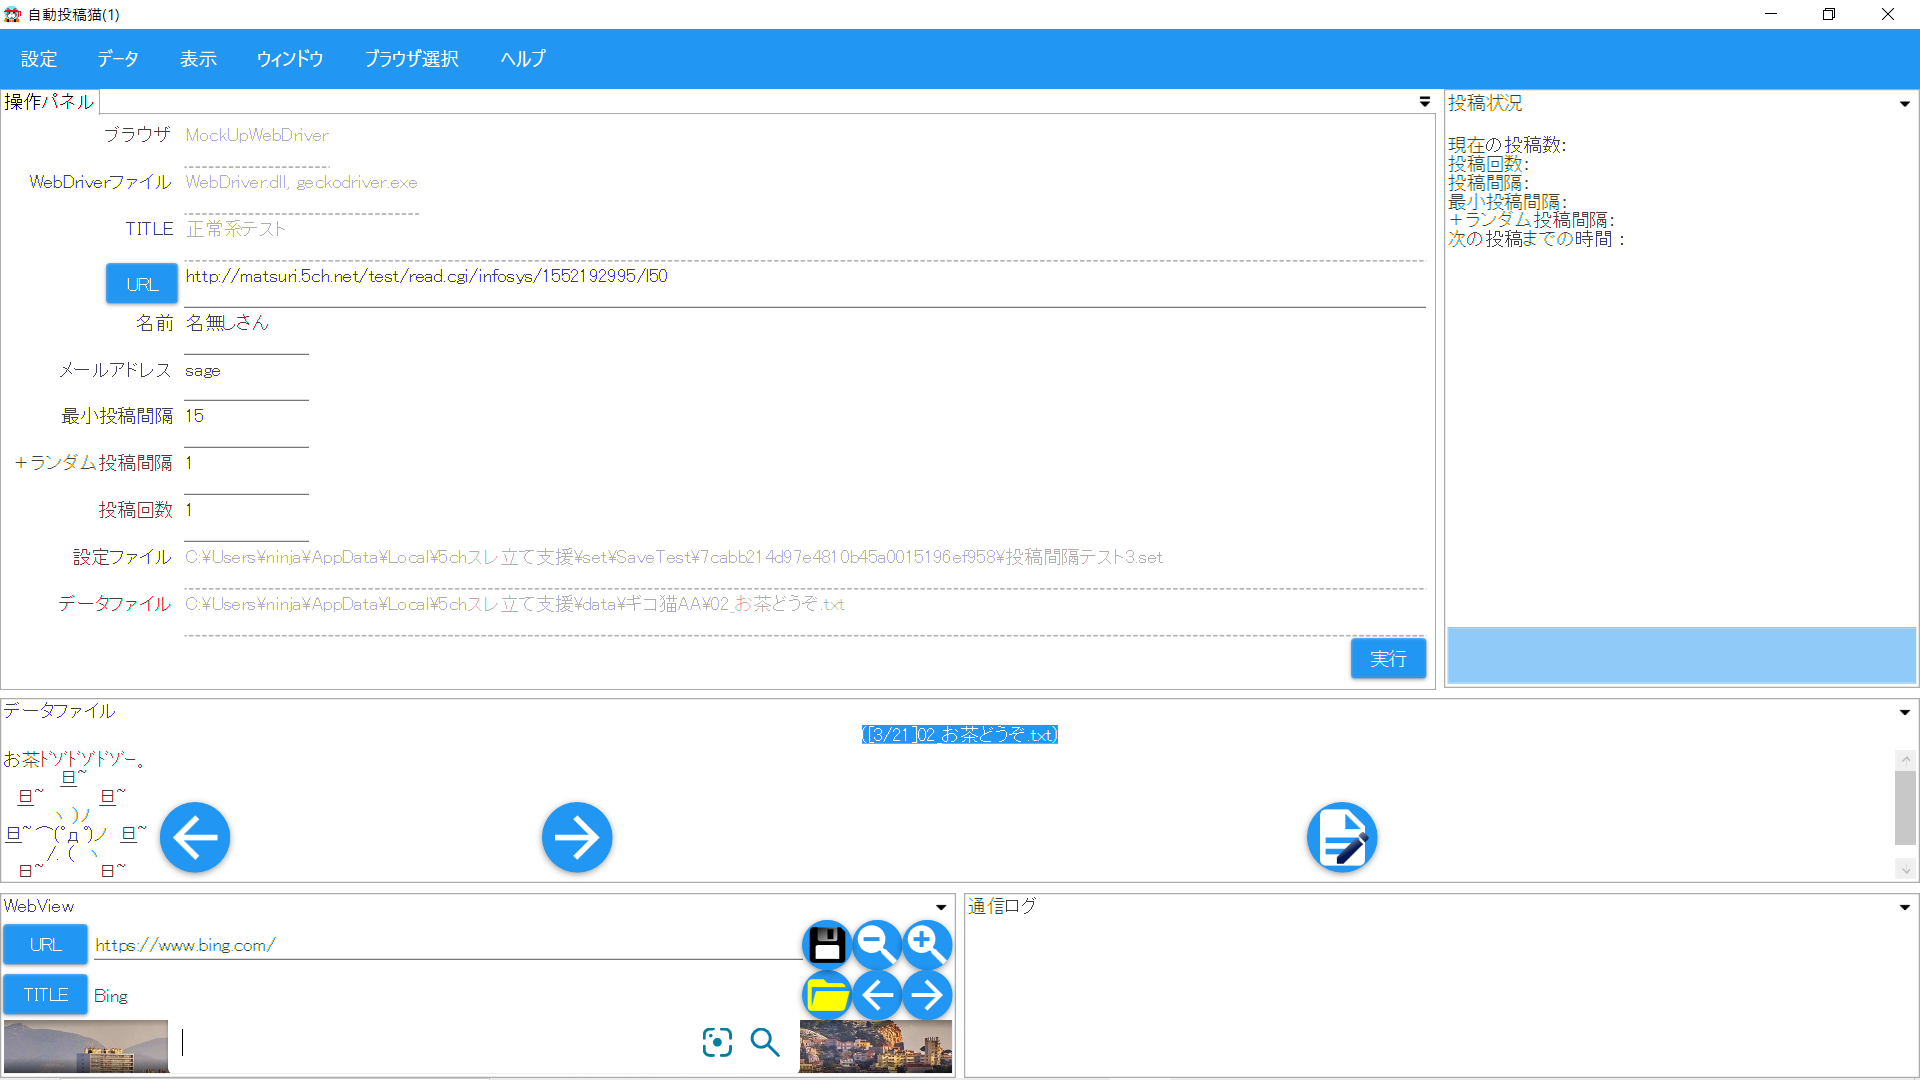 自動投稿猫(1)
設定 データ 表示 ウィンドウ ブラウザ選択 ヘルプ
操作パネル
ブラウザ MockUpWebDriver
WebDriverファイル WebDriver.dll, geckodriver.exe
TITLE 正常系テスト
URL http://matsuri.5ch.net/test/read.cgi/infosys/1552192995/l50
名前 名無しさん
メールアドレス sage
最小投稿間隔 15
+ランダム投稿間隔 1
投稿回数 1
設定ファイル C:¥Users¥ninja¥AppData¥Local¥5chスレ立て支援¥set¥SaveTest¥7cabb214d97e4810b45a0015196ef958¥投稿間隔テスト3.set
データファイル C:¥Users¥ninja¥AppData¥Local¥5chスレ立て支援¥data¥ギコ猫AA¥02_お茶どうぞ.txt
実行
投稿状況
現在の投稿数:
投稿回数:
投稿間隔:
最小投稿間隔:
+ランダム投稿間隔:
次の投稿までの時間:
データファイル
([3/21]02_お茶どうぞ.txt)
お茶ドゾドゾドゾー。
旦~
旦~ 旦~
ヽ )ノ
旦~ ⌒(゚д゚)ノ 旦~
/. ( ヽ
旦~ 旦~
WebView
URL https://www.bing.com/
TITLE Bing
通信ログ